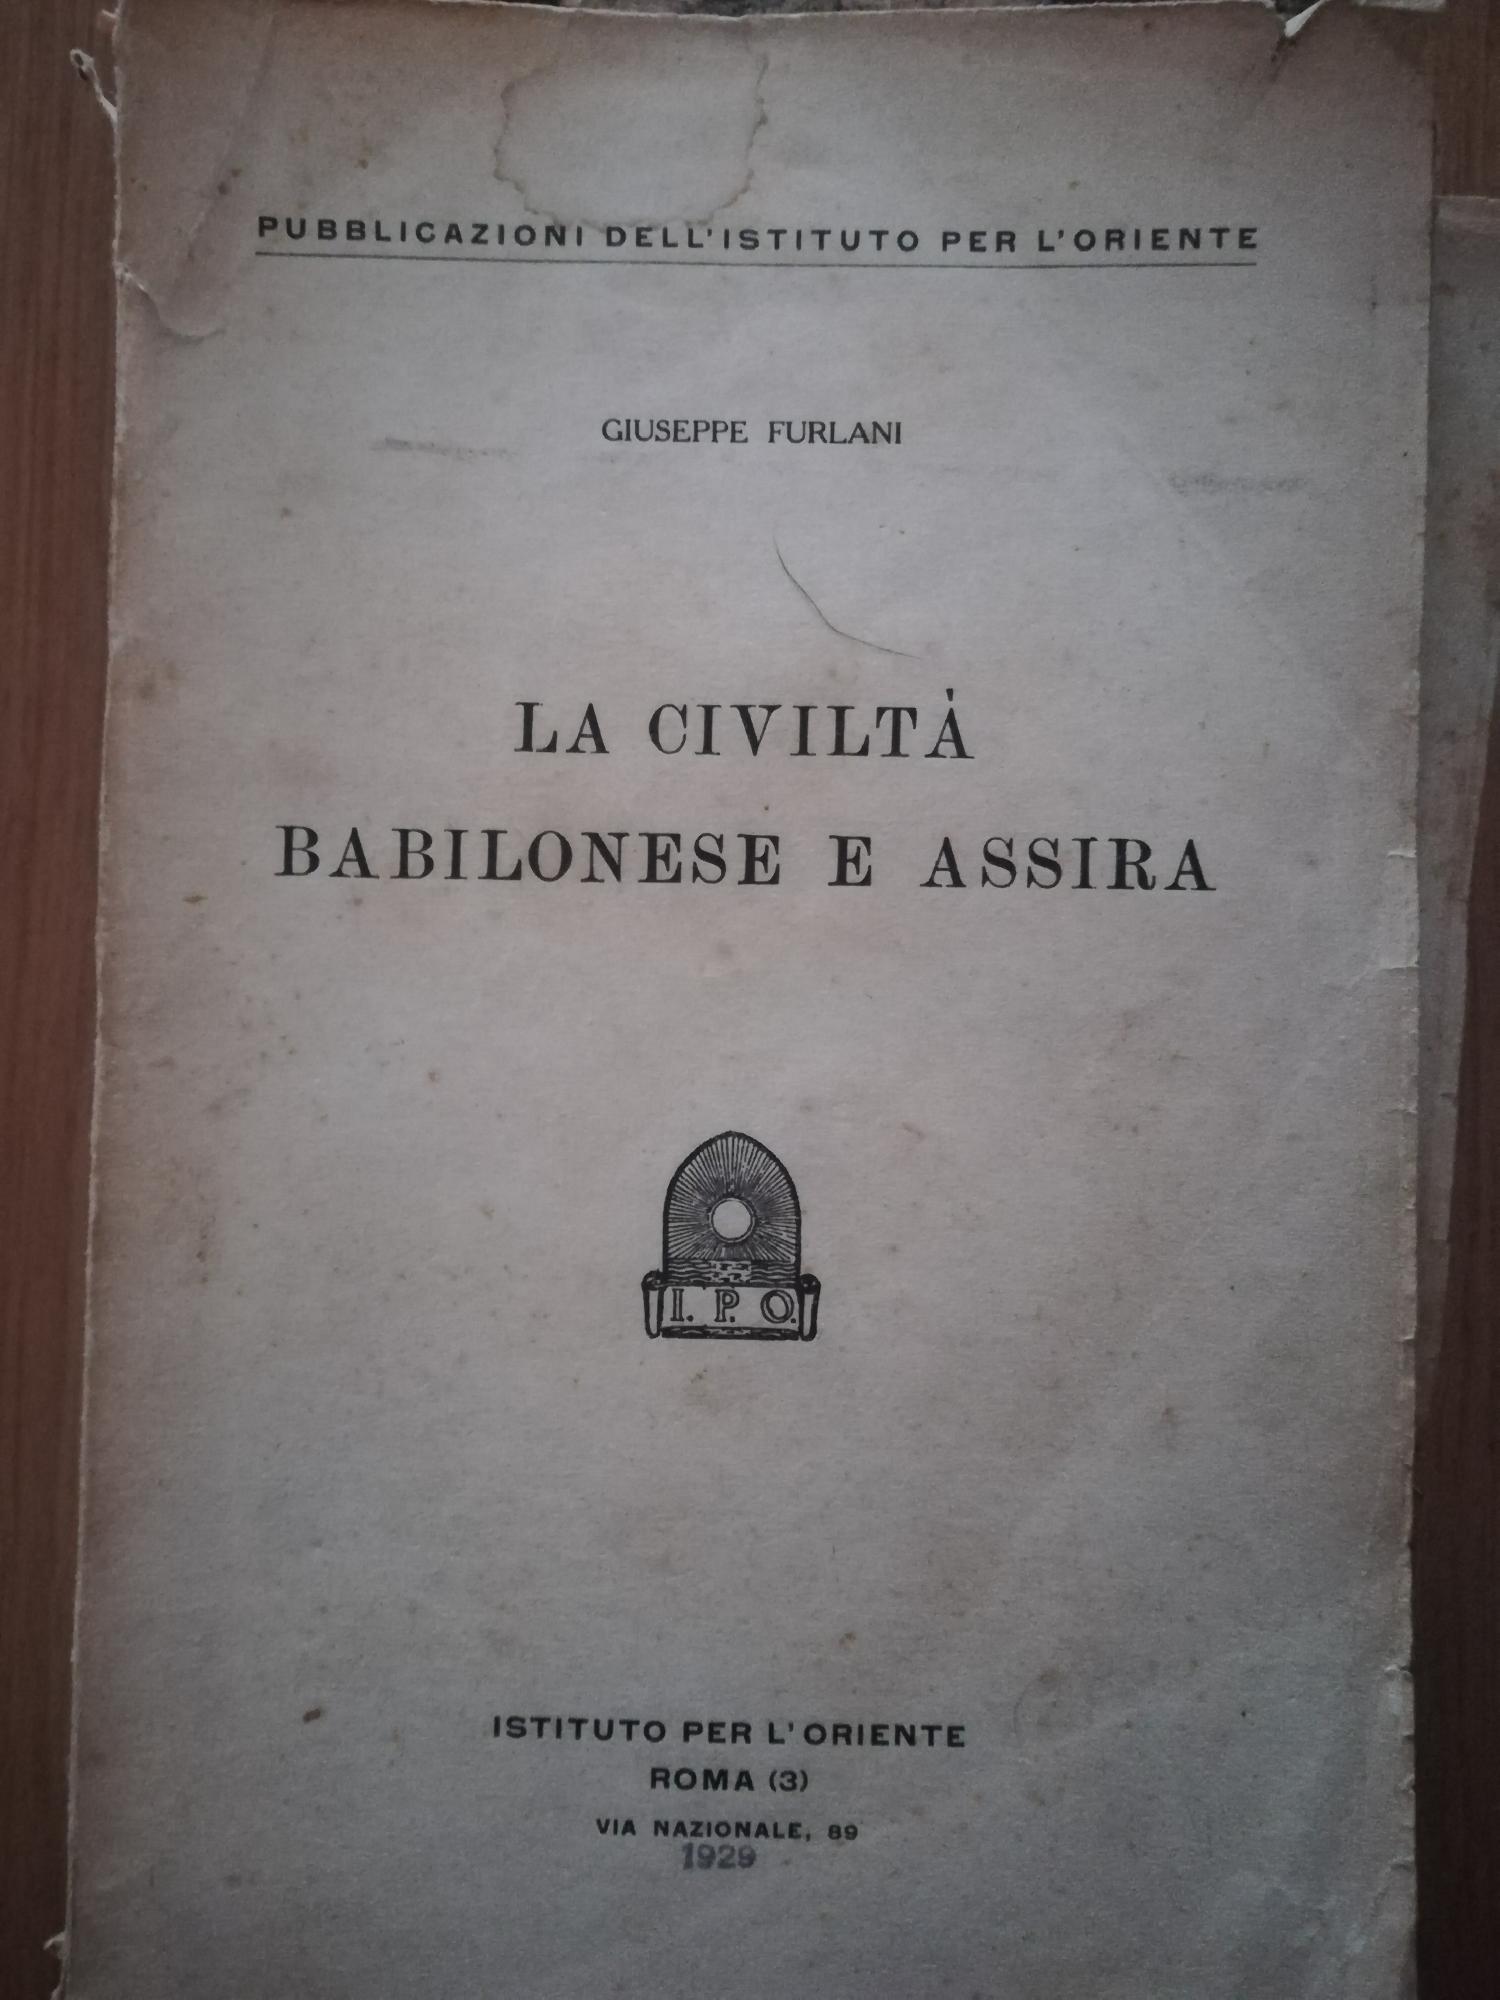 PUBBLICAZIONI DELL'ISTITUTO PER L'ORIENTE
GIUSEPPE FURLANI
LA CIVILTÀ
BABILONESE E ASSIRA
I. P. O.
ISTITUTO PER L'ORIENTE
ROMA (3)
VIA NAZIONALE, 89
1929